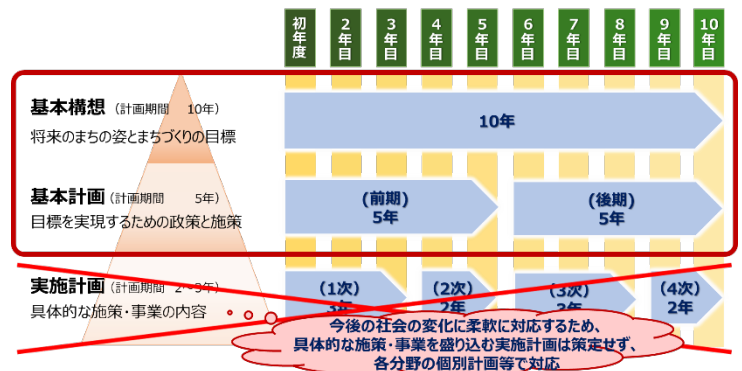 初年度 2年目 3年目 4年目 5年目 6年目 7年目 8年目 9年目 10年目
基本構想 (計画期間 10年)
将来のまちの姿とまちづくりの目標
10年
基本計画 (計画期間 5年)
目標を実現するための政策と施策
(前期)
5年
(後期)
5年
実施計画 (計画期間 2~3年)
具体的な施策・事業の内容
(1次)
3年
(2次)
2年
(3次)
2年
(4次)
2年
今後の社会の変化に柔軟に対応するため、
具体的な施策・事業を盛り込む実施計画は策定せず、
各分野の個別計画等で対応